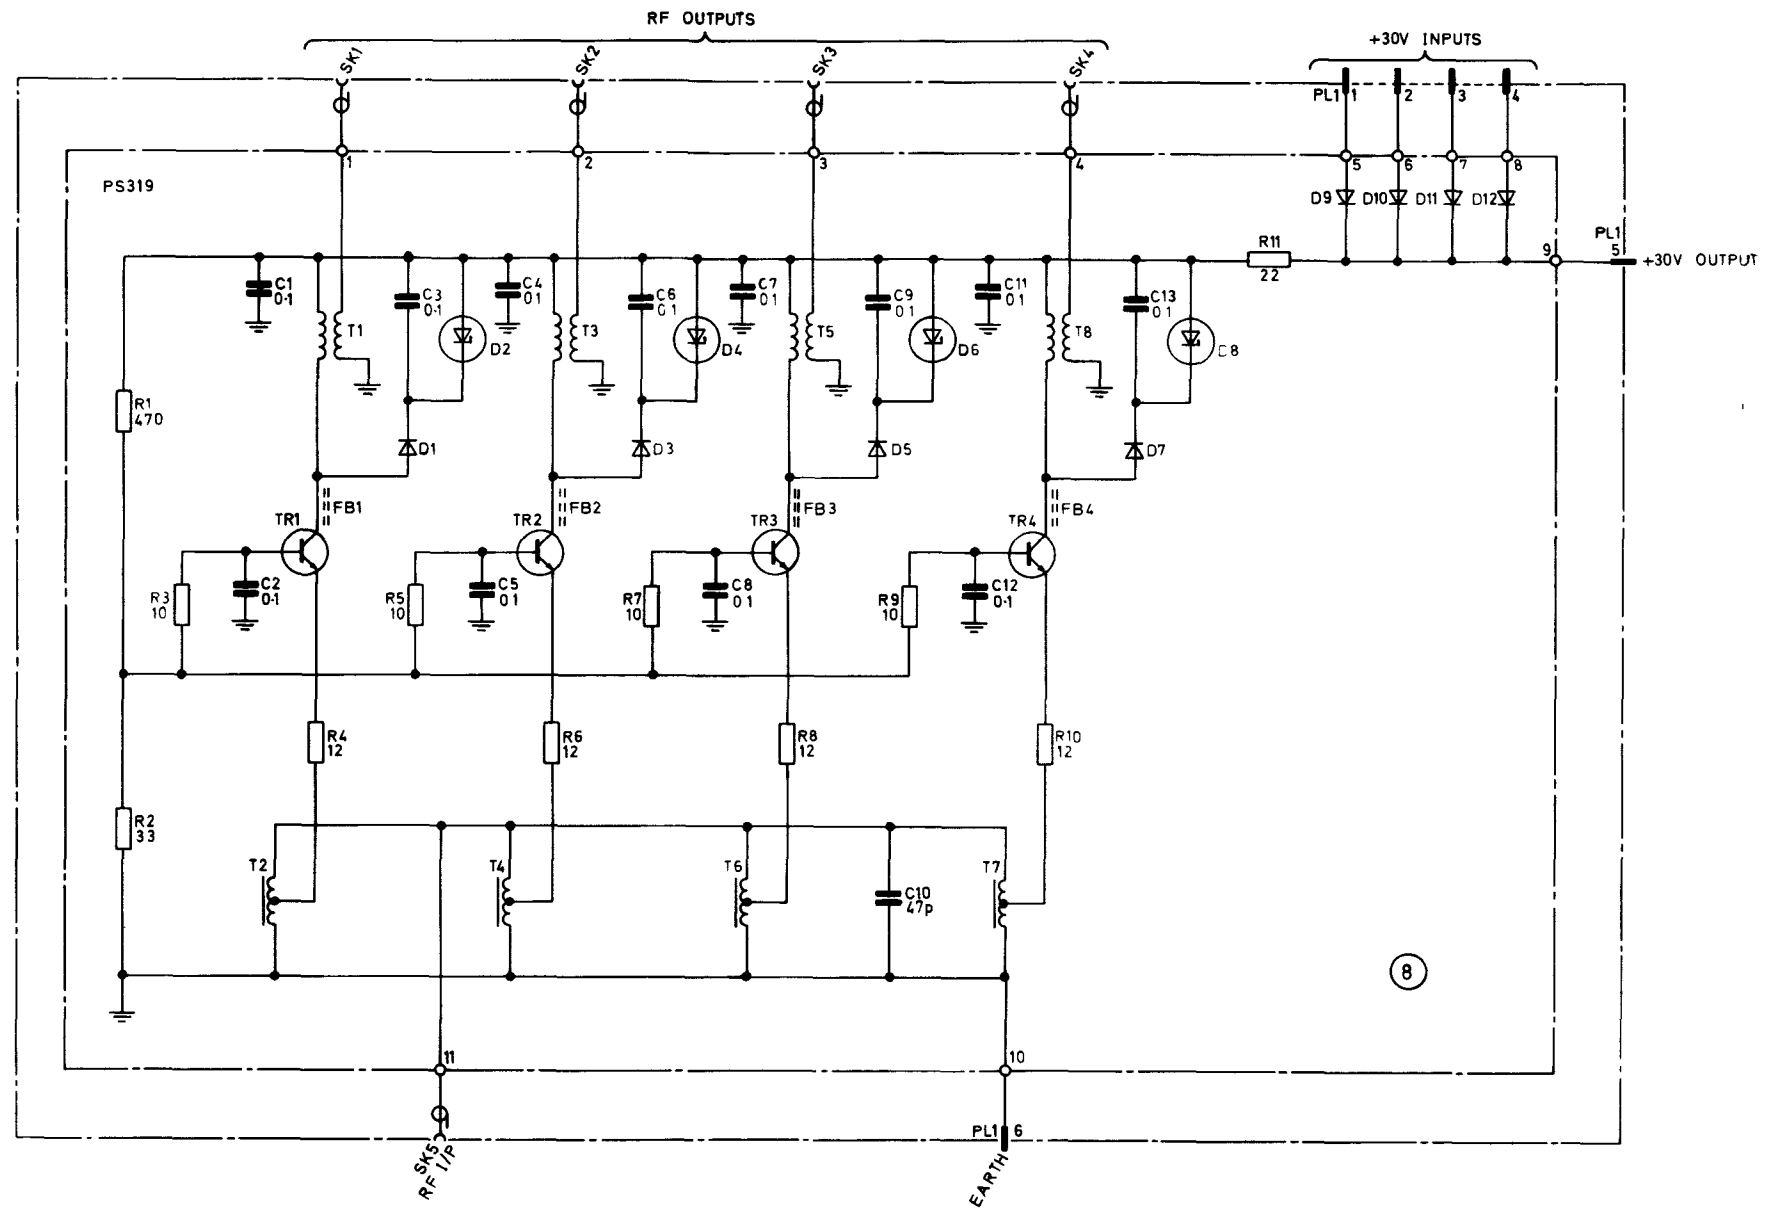 RF OUTPUTS
+30V INPUTS
SK1
SK2
SK3
SK4
PL1 1
2
3
4
1
2
3
4
5
6
7
8
PS319
D9
D10
D11
D12
R11
22
9
PL1
5
+30V OUTPUT
C1
0·1
T1
C3
0·1
D2
C4
0 1
T3
C6
0 1
D4
C7
0 1
T5
C9
0 1
D6
C11
0 1
T8
C13
0 1
D8
R1
470
D1
D3
D5
D7
FB1
FB2
FB3
FB4
TR1
TR2
TR3
TR4
R3
10
C2
0·1
R5
10
C5
0 1
R7
10
C8
0 1
R9
10
C12
0·1
R4
12
R6
12
R8
12
R10
12
R2
33
T2
T4
T6
C10
47p
T7
8
11
10
SK5
RF I/P
PL1 6
EARTH